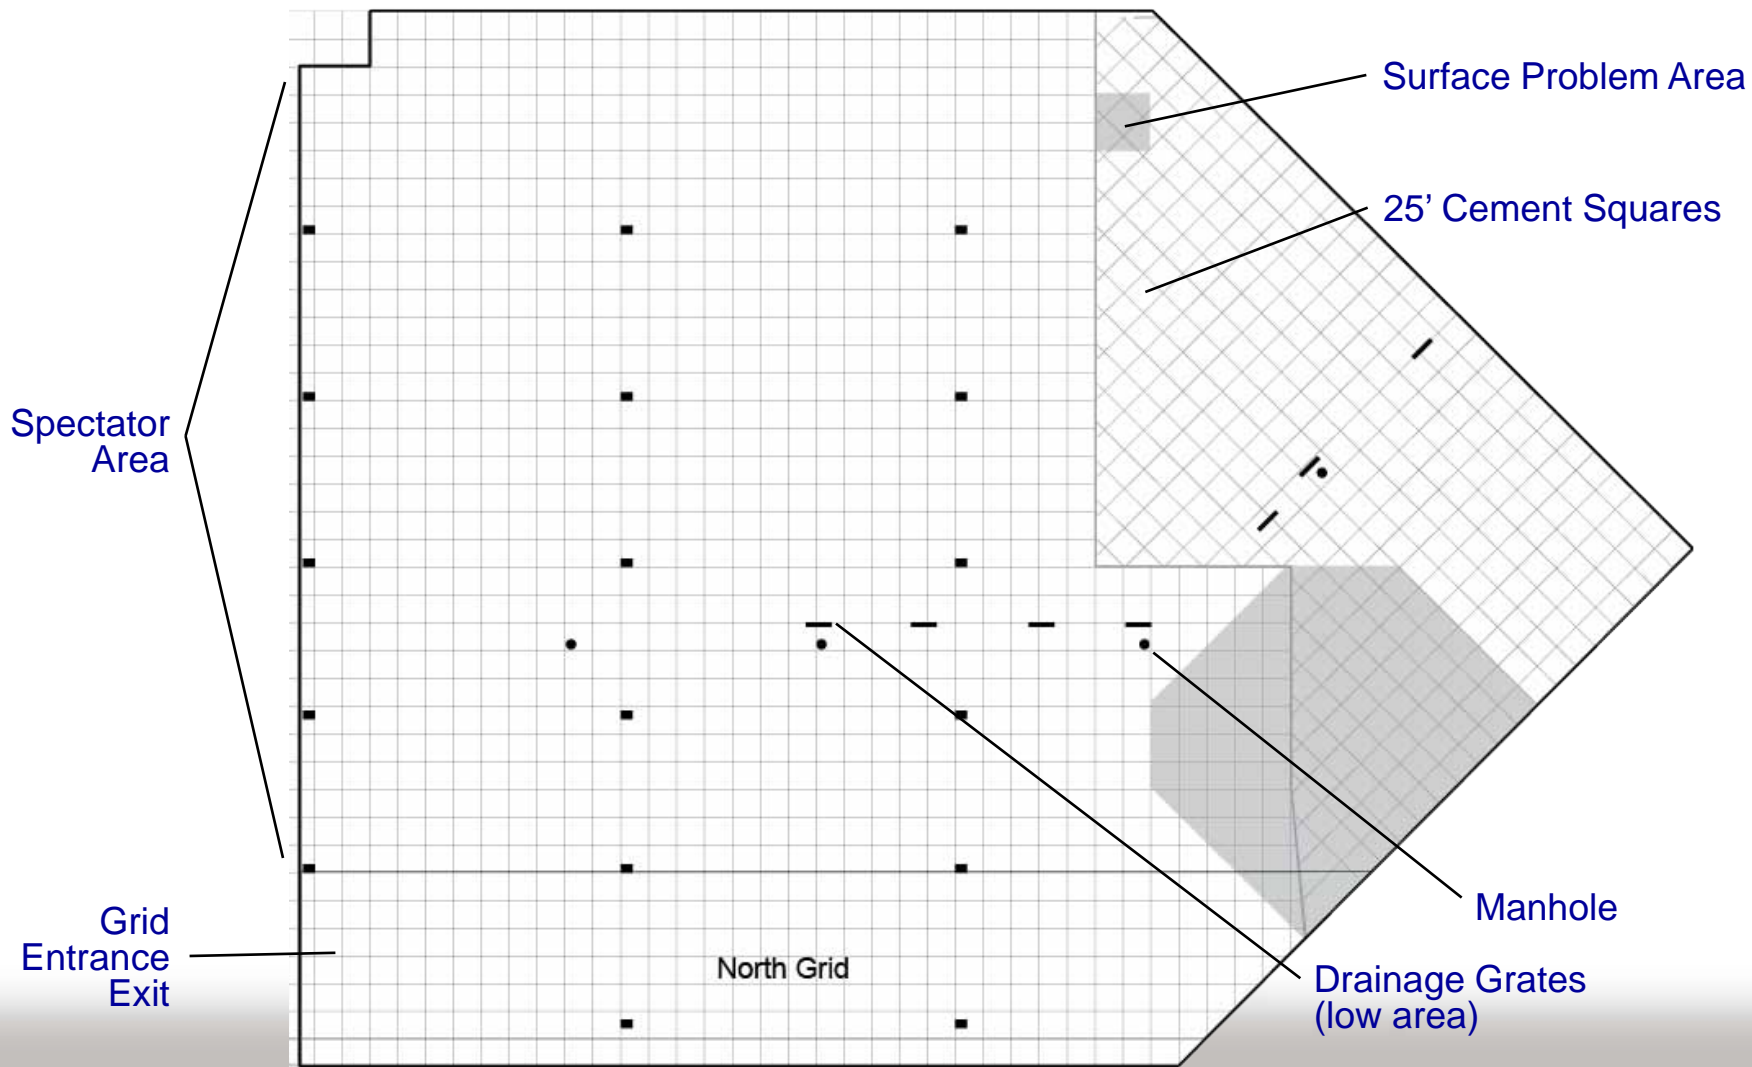 Surface Problem Area
25’ Cement Squares
Spectator
Area
Grid
Entrance
Exit
North Grid
Manhole
Drainage Grates
(low area)